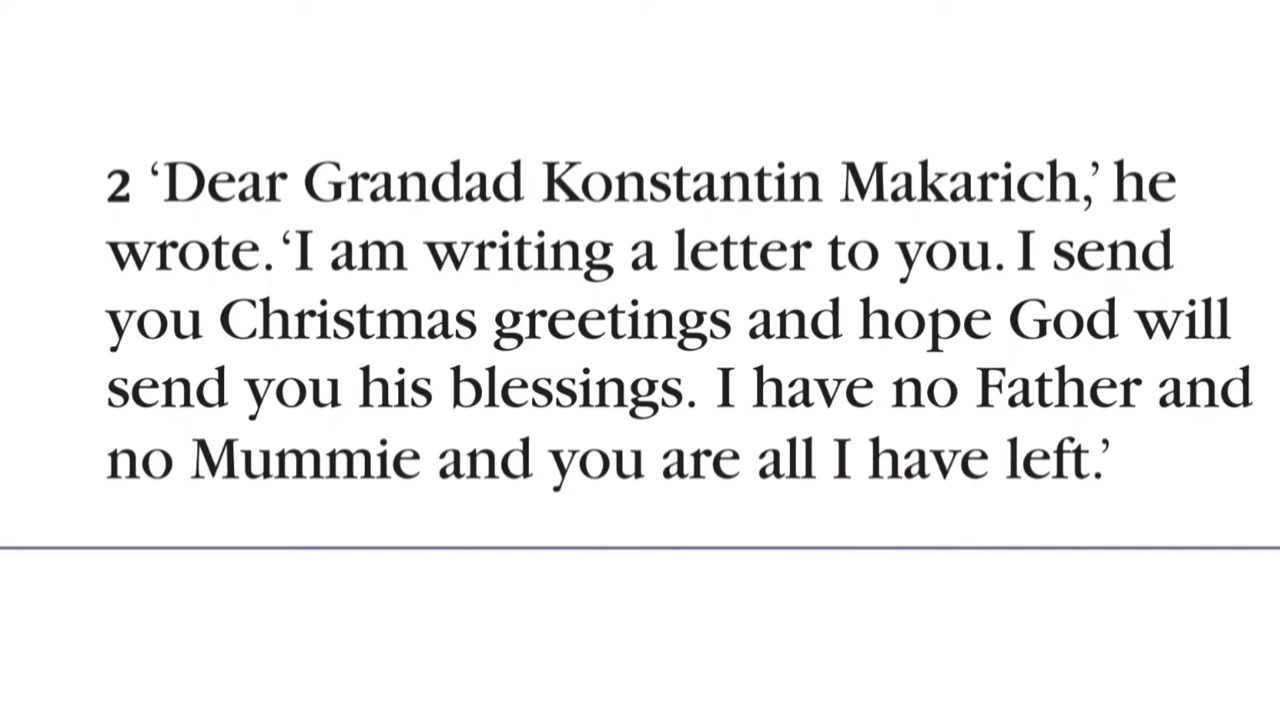 2 ‘Dear Grandad Konstantin Makarich,’ he
wrote. ‘I am writing a letter to you. I send
you Christmas greetings and hope God will
send you his blessings. I have no Father and
no Mummie and you are all I have left.’